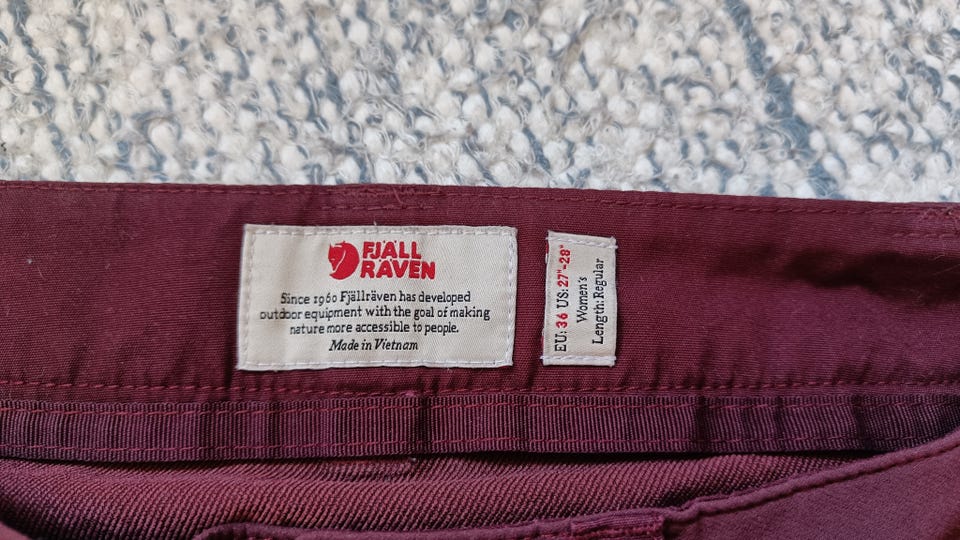 FJÄLL
RÄVEN
Since 1960 Fjällräven has developed
outdoor equipment with the goal of making
nature more accessible to people.
Made in Vietnam
EU: 36 US: 27"-28"
Women's
Length: Regular